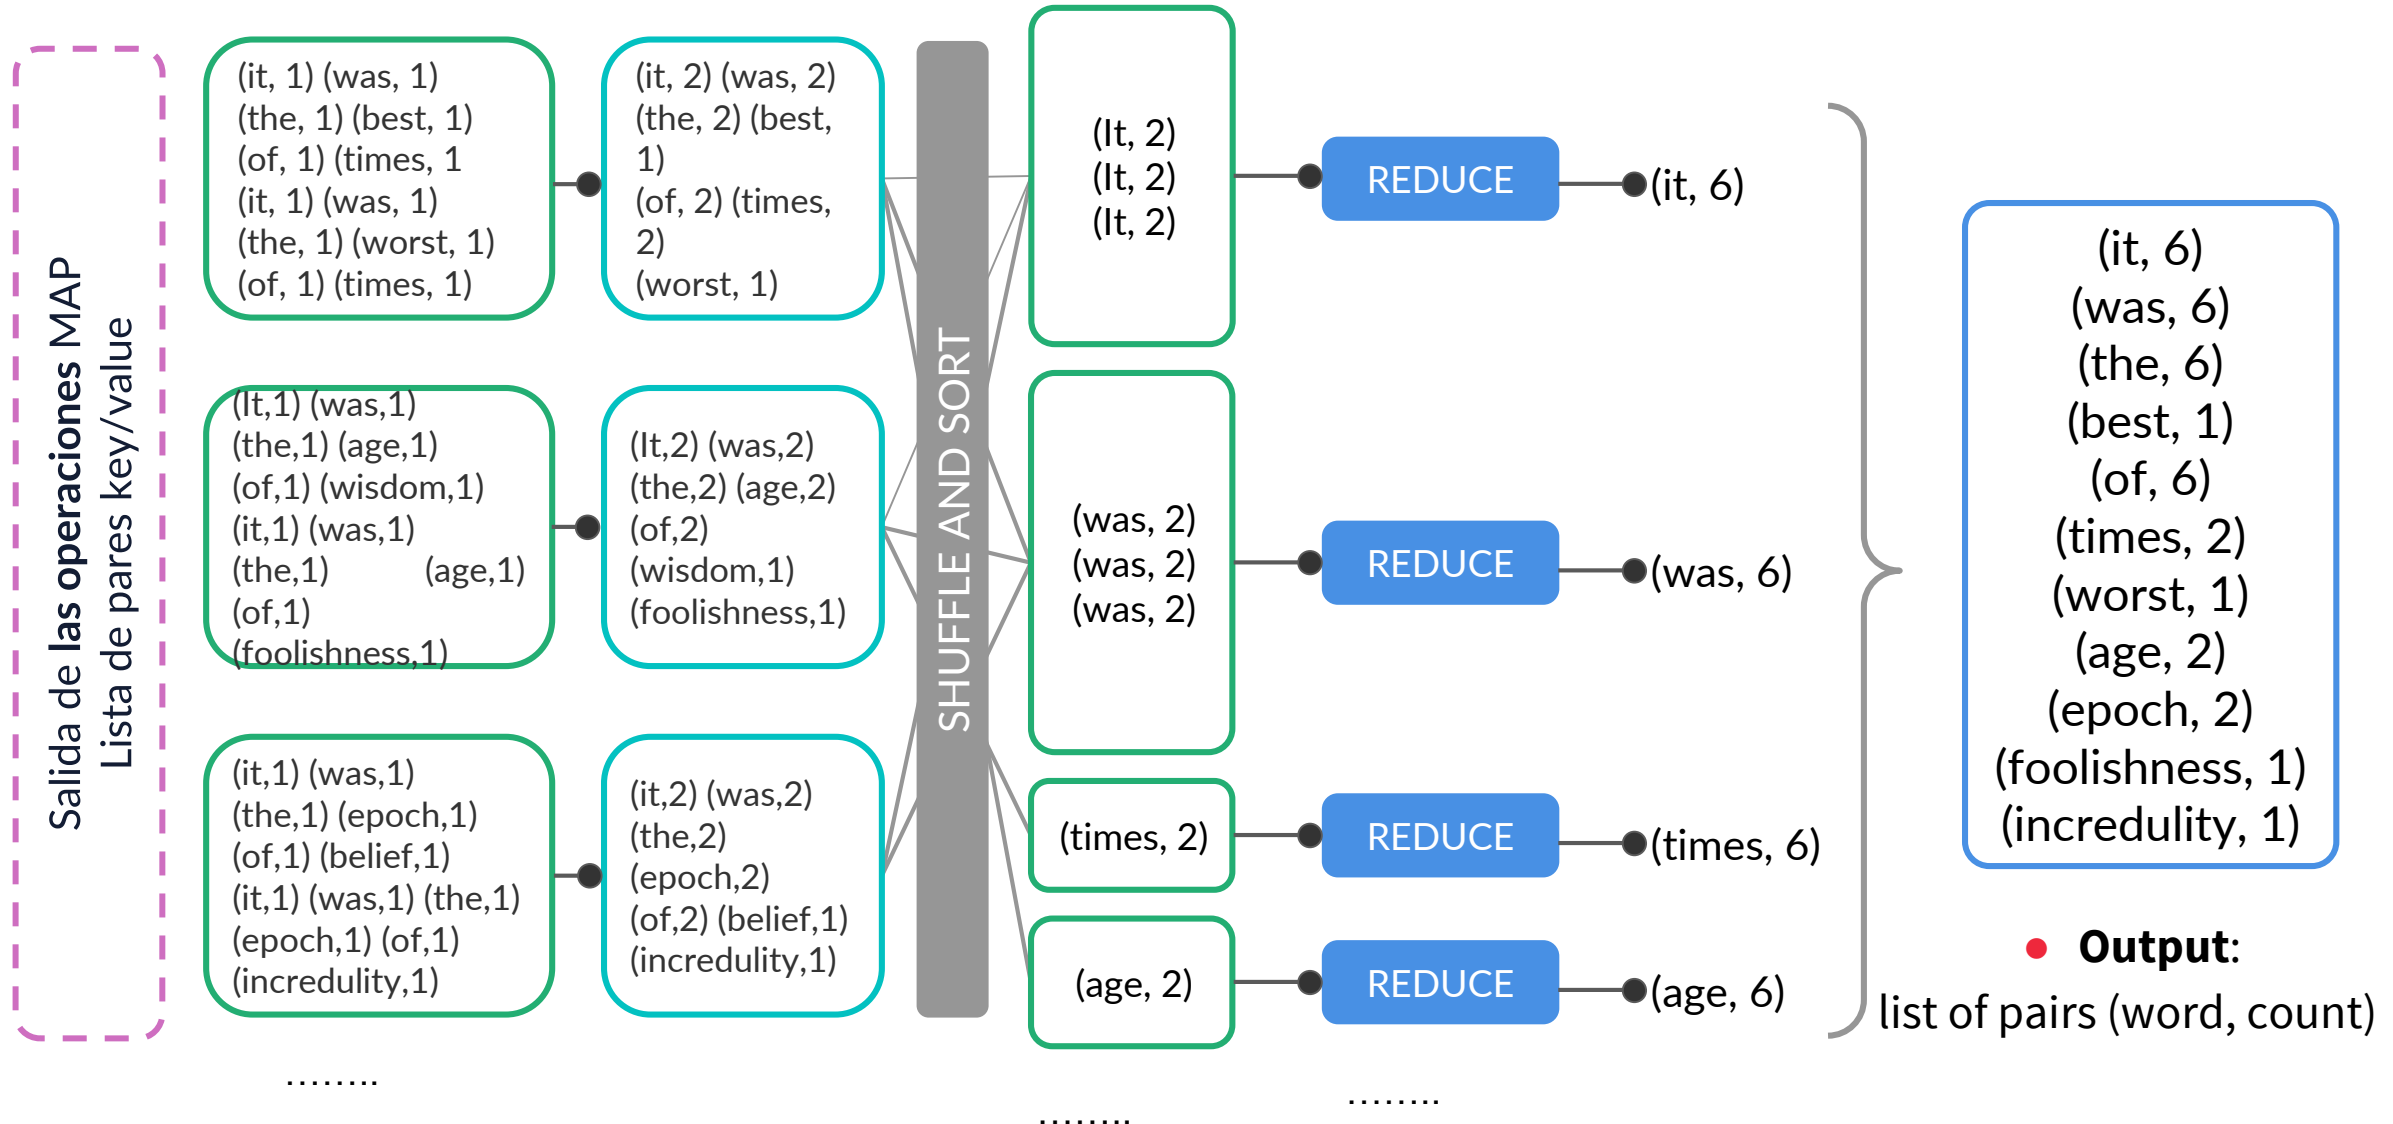 Salida de las operaciones MAP
Lista de pares key/value
(it, 1) (was, 1)
(the, 1) (best, 1)
(of, 1) (times, 1
(it, 1) (was, 1)
(the, 1) (worst, 1)
(of, 1) (times, 1)
(It,1) (was,1)
(the,1) (age,1)
(of,1) (wisdom,1)
(it,1) (was,1)
(the,1) (age,1)
(of,1)
(foolishness,1)
(it,1) (was,1)
(the,1) (epoch,1)
(of,1) (belief,1)
(it,1) (was,1) (the,1)
(epoch,1) (of,1)
(incredulity,1)
........
(it, 2) (was, 2)
(the, 2) (best,
1)
(of, 2) (times,
2)
(worst, 1)
(It,2) (was,2)
(the,2) (age,2)
(of,2)
(wisdom,1)
(foolishness,1)
(it,2) (was,2)
(the,2)
(epoch,2)
(of,2) (belief,1)
(incredulity,1)
SHUFFLE AND SORT
(It, 2)
(It, 2)
(It, 2)
(was, 2)
(was, 2)
(was, 2)
(times, 2)
(age, 2)
........
REDUCE
REDUCE
REDUCE
REDUCE
........
(it, 6)
(was, 6)
(times, 6)
(age, 6)
(it, 6)
(was, 6)
(the, 6)
(best, 1)
(of, 6)
(times, 2)
(worst, 1)
(age, 2)
(epoch, 2)
(foolishness, 1)
(incredulity, 1)
Output:
list of pairs (word, count)